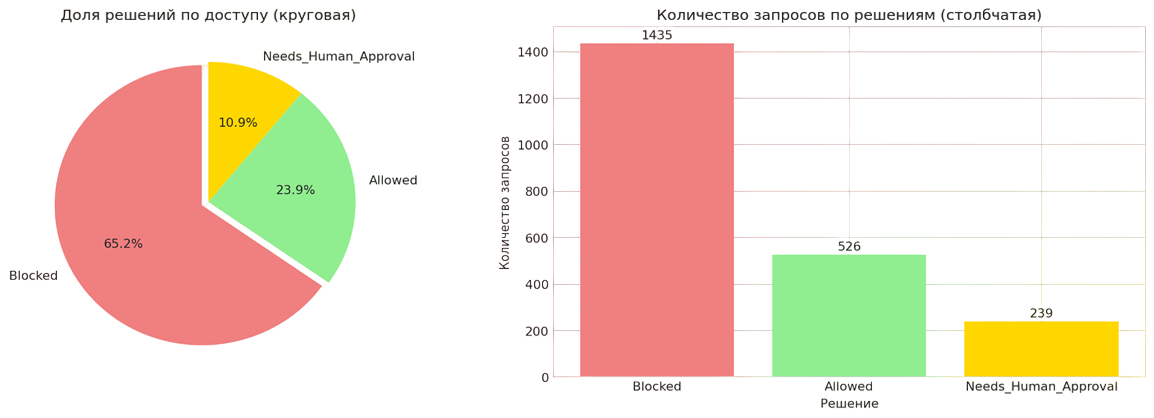 Доля решений по доступу (круговая)
Needs_Human_Approval
10.9%
Allowed
23.9%
65.2%
Blocked
Количество запросов по решениям (столбчатая)
Количество запросов
1400
1200
1000
800
600
400
200
0
1435
526
239
Blocked
Allowed
Needs_Human_Approval
Решение